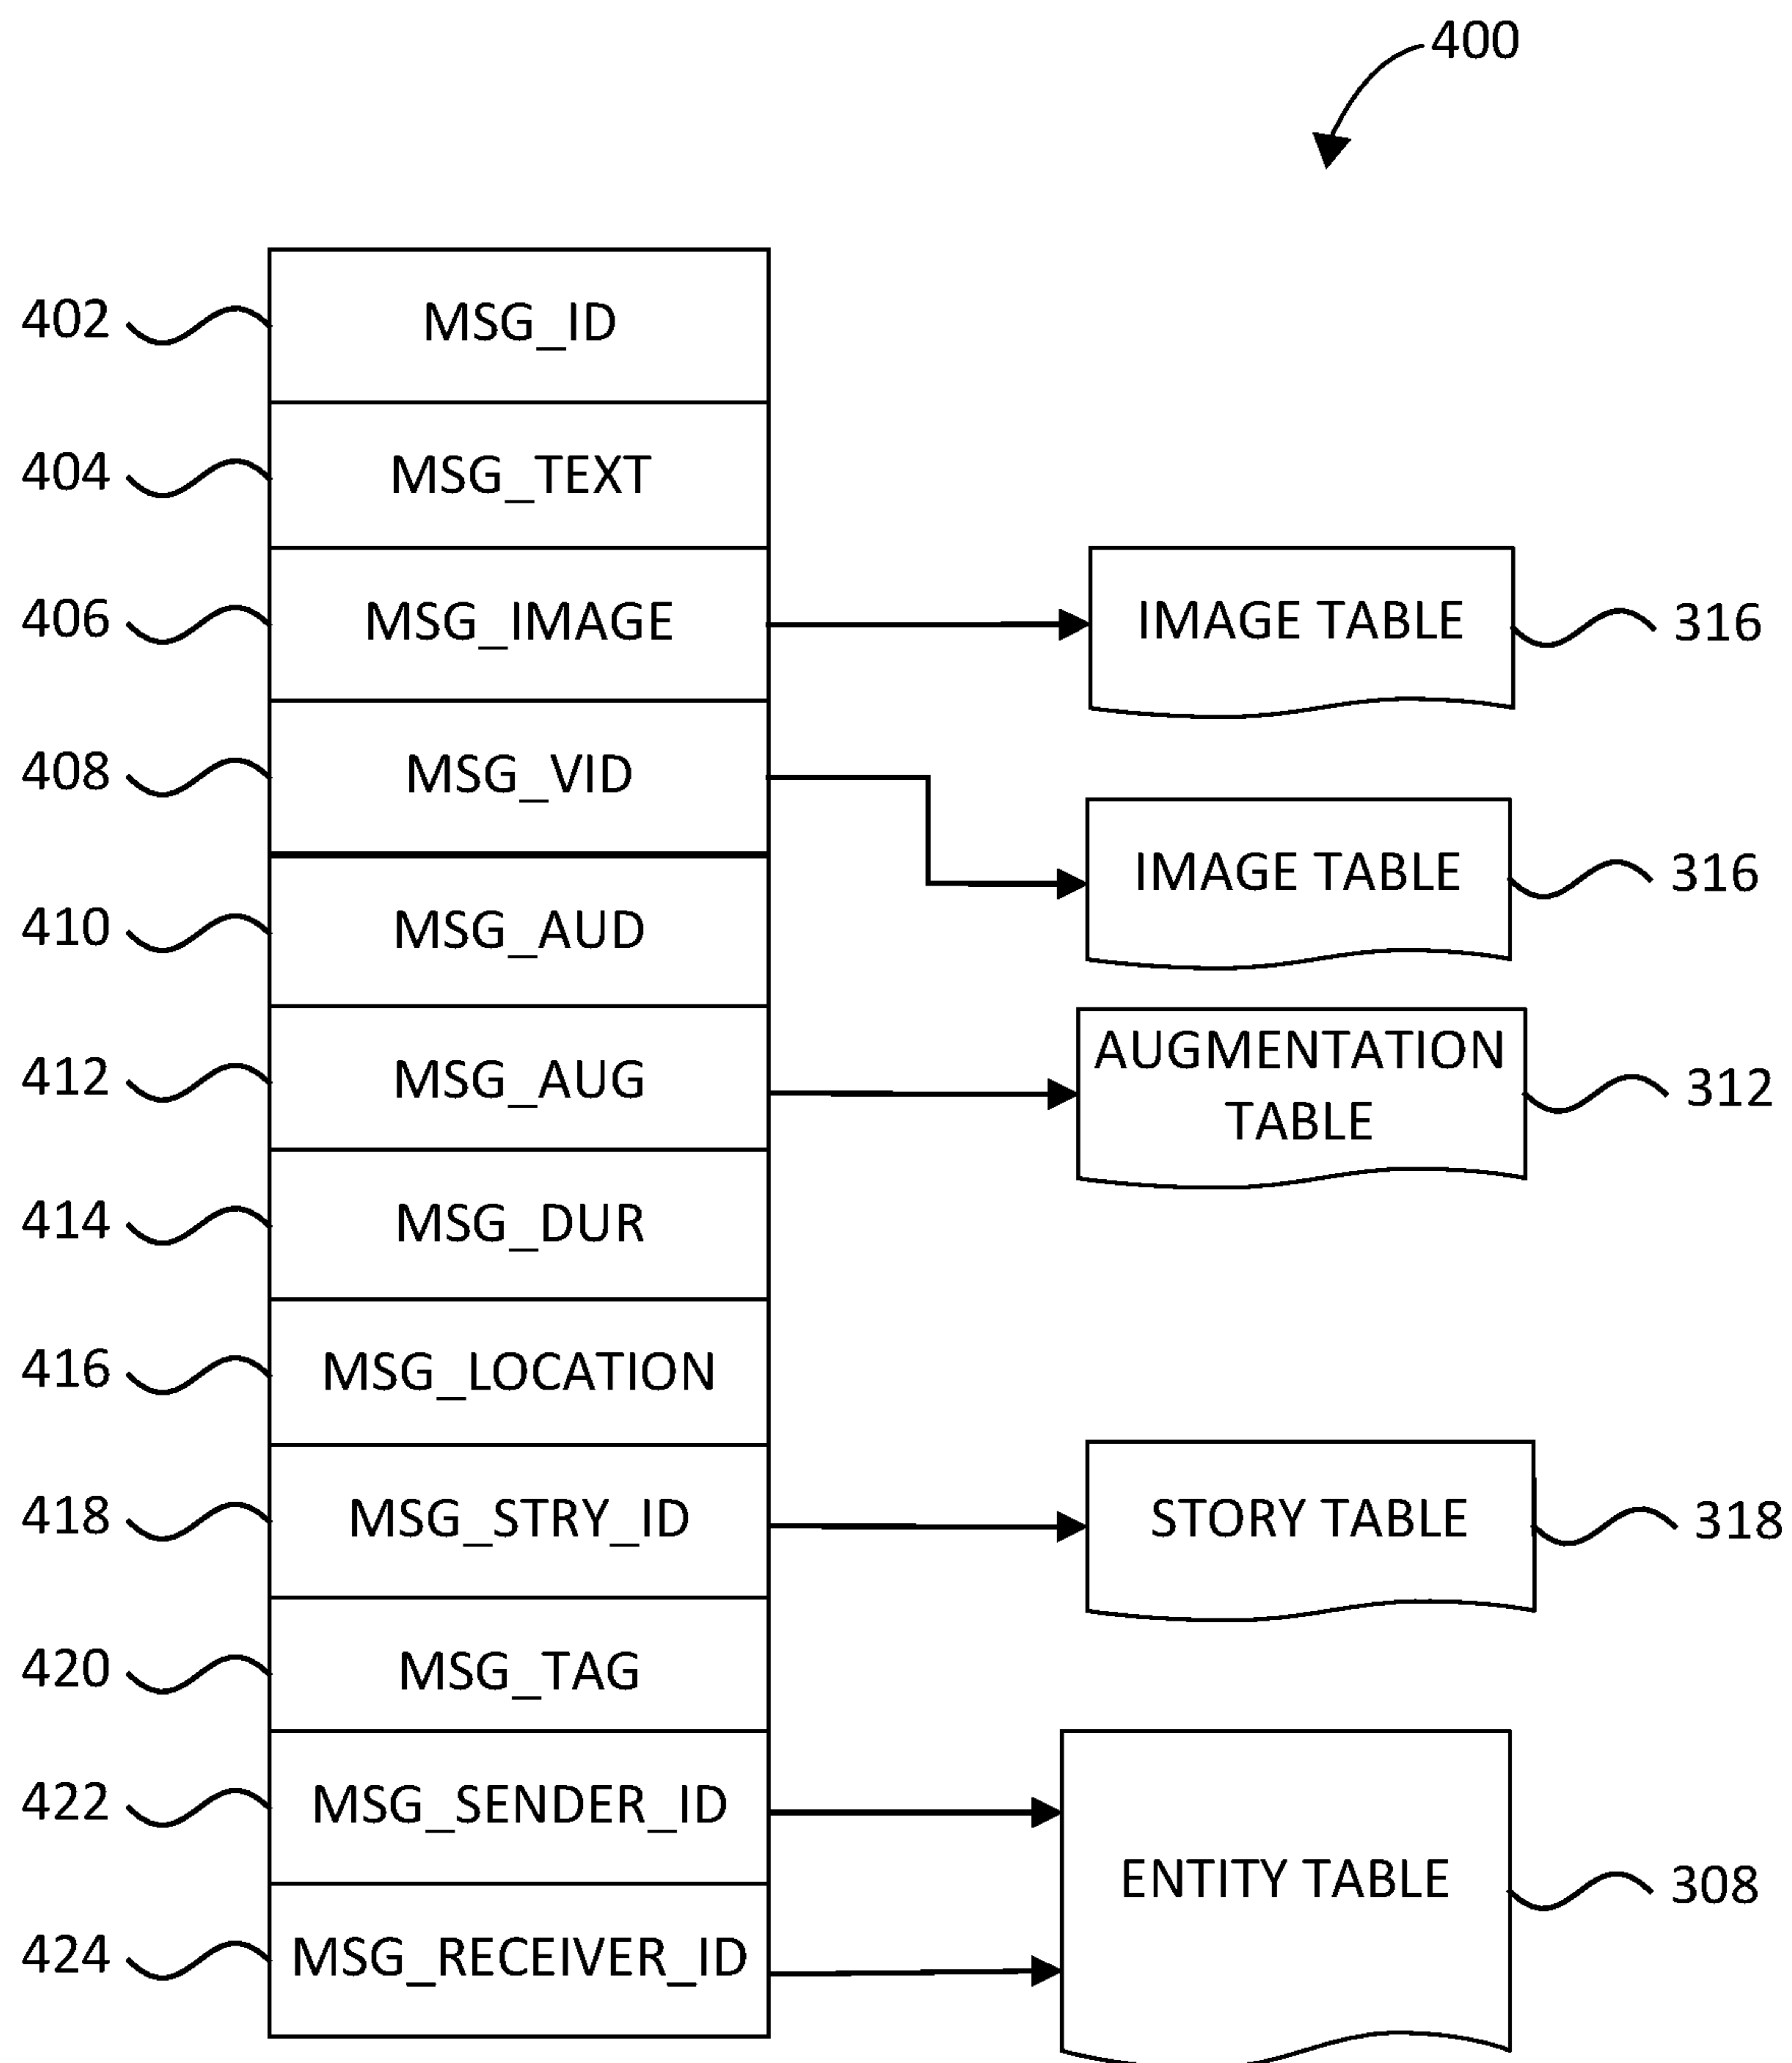 400
402 MSG_ID
404 MSG_TEXT
406 MSG_IMAGE IMAGE TABLE 316
408 MSG_VID
IMAGE TABLE 316
410 MSG_AUD
412 MSG_AUG AUGMENTATION
TABLE 312
414 MSG_DUR
416 MSG_LOCATION
418 MSG_STRY_ID STORY TABLE 318
420 MSG_TAG
422 MSG_SENDER_ID
ENTITY TABLE 308
424 MSG_RECEIVER_ID